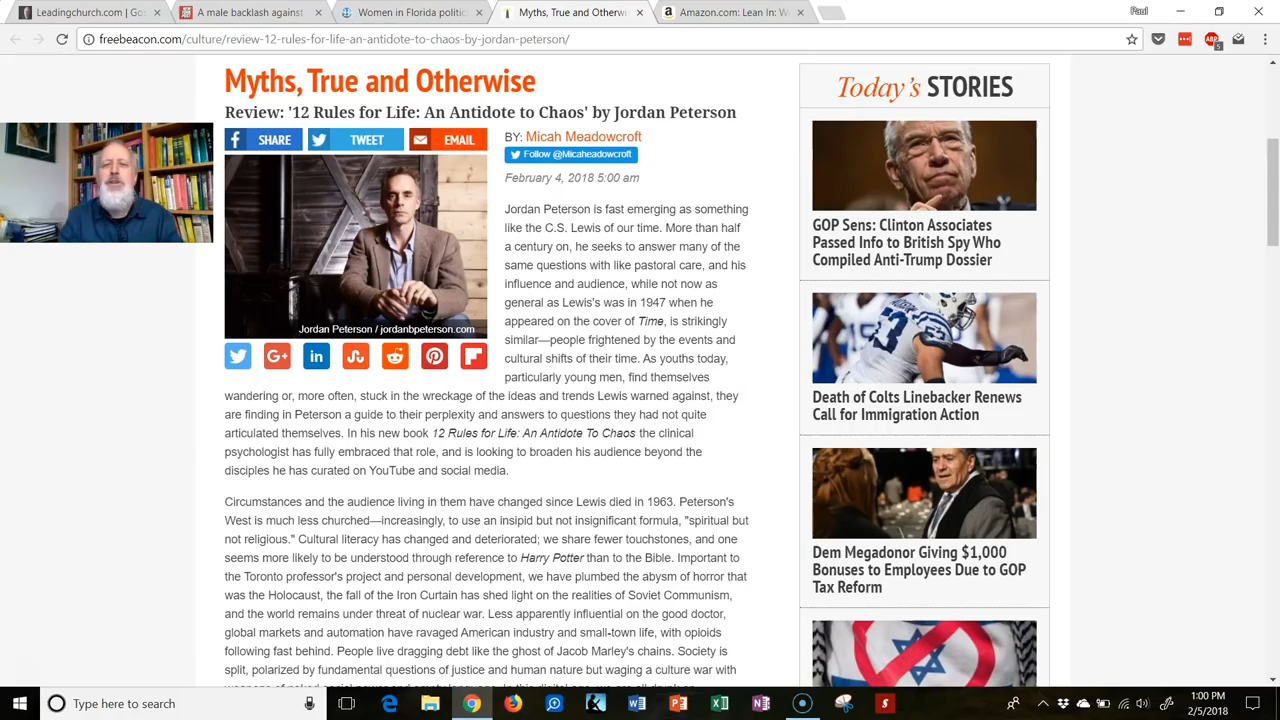 Leadingchurch.com | Gos
A male backlash against
Women in Florida politic
Myths, True and Otherwi
Amazon.com: Lean In: W
Paul
freebeacon.com/culture/review-12-rules-for-life-an-antidote-to-chaos-by-jordan-peterson/
ABP
5
Myths, True and Otherwise
Review: '12 Rules for Life: An Antidote to Chaos' by Jordan Peterson
SHARE
TWEET
EMAIL
Jordan Peterson / jordanbpeterson.com
BY: Micah Meadowcroft
Follow @Micaheadowcroft
February 4, 2018 5:00 am
Jordan Peterson is fast emerging as something
like the C.S. Lewis of our time. More than half
a century on, he seeks to answer many of the
same questions with like pastoral care, and his
influence and audience, while not now as
general as Lewis's was in 1947 when he
appeared on the cover of Time, is strikingly
similar—people frightened by the events and
cultural shifts of their time. As youths today,
particularly young men, find themselves
wandering or, more often, stuck in the wreckage of the ideas and trends Lewis warned against, they
are finding in Peterson a guide to their perplexity and answers to questions they had not quite
articulated themselves. In his new book 12 Rules for Life: An Antidote To Chaos the clinical
psychologist has fully embraced that role, and is looking to broaden his audience beyond the
disciples he has curated on YouTube and social media.
Circumstances and the audience living in them have changed since Lewis died in 1963. Peterson's
West is much less churched—increasingly, to use an insipid but not insignificant formula, "spiritual but
not religious." Cultural literacy has changed and deteriorated; we share fewer touchstones, and one
seems more likely to be understood through reference to Harry Potter than to the Bible. Important to
the Toronto professor's project and personal development, we have plumbed the abysm of horror that
was the Holocaust, the fall of the Iron Curtain has shed light on the realities of Soviet Communism,
and the world remains under threat of nuclear war. Less apparently influential on the good doctor,
global markets and automation have ravaged American industry and small-town life, with opioids
following fast behind. People live dragging debt like the ghost of Jacob Marley's chains. Society is
split, polarized by fundamental questions of justice and human nature but waging a culture war with
Today's STORIES
GOP Sens: Clinton Associates
Passed Info to British Spy Who
Compiled Anti-Trump Dossier
Death of Colts Linebacker Renews
Call for Immigration Action
Dem Megadonor Giving $1,000
Bonuses to Employees Due to GOP
Tax Reform
Type here to search
1:00 PM
2/5/2018